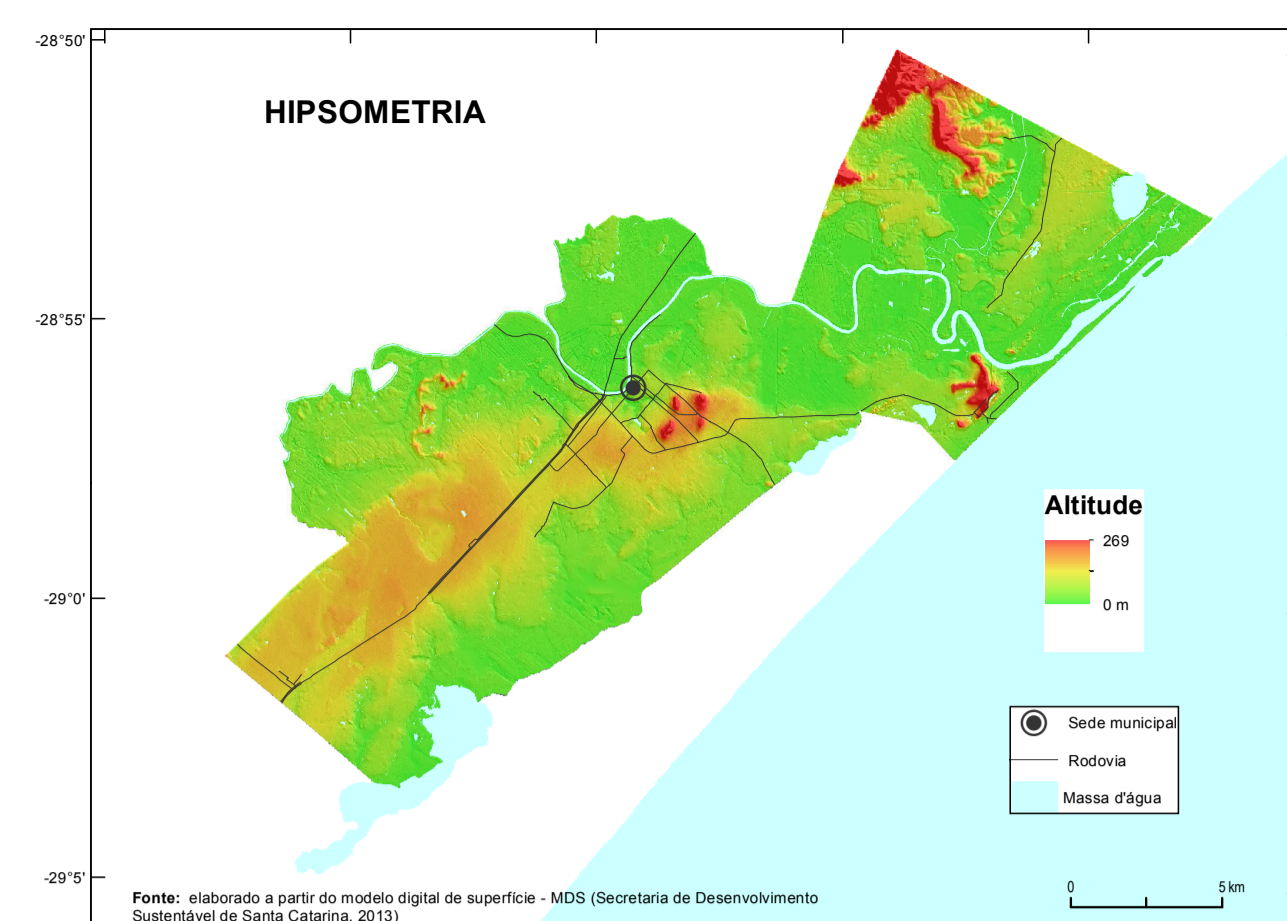 -28°50'
HIPSOMETRIA
-28°55'
Altitude
269
0 m
-29°0'
Sede municipal
Rodovia
Massa d'água
-29°5'
0 5 km
Fonte: elaborado a partir do modelo digital de superfície - MDS (Secretaria de Desenvolvimento
Sustentável de Santa Catarina, 2013)